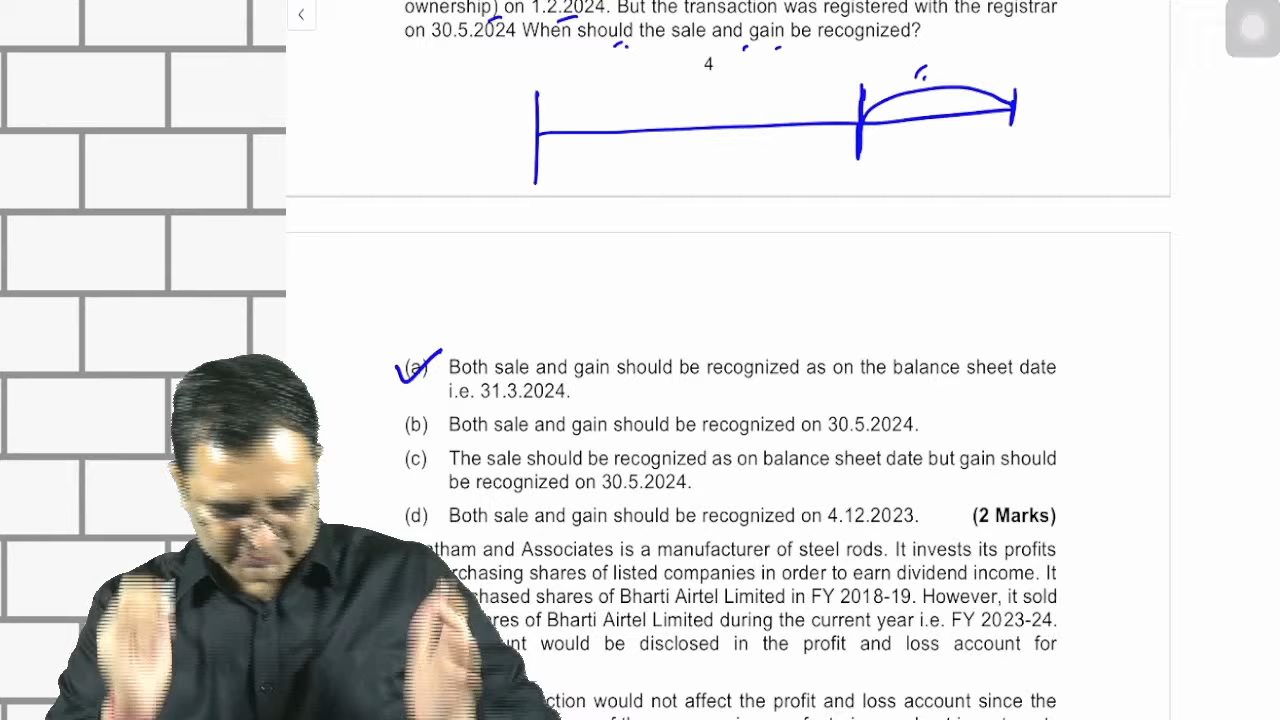 ownership) on 1.2.2024. But the transaction was registered with the registrar
on 30.5.2024 When should the sale and gain be recognized?
4
(a) Both sale and gain should be recognized as on the balance sheet date
i.e. 31.3.2024.
(b) Both sale and gain should be recognized on 30.5.2024.
(c) The sale should be recognized as on balance sheet date but gain should
be recognized on 30.5.2024.
(d) Both sale and gain should be recognized on 4.12.2023. (2 Marks)
and Associates is a manufacturer of steel rods. It invests its profits
shares of listed companies in order to earn dividend income. It
shares of Bharti Airtel Limited in FY 2018-19. However, it sold
of Bharti Airtel Limited during the current year i.e. FY 2023-24.
would be disclosed in the profit and loss account for
would not affect the profit and loss account since the